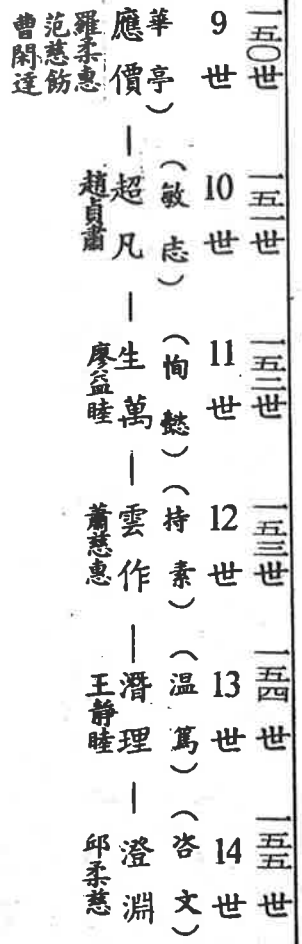 一五〇世
9世
華亭）
應價
羅柔惠
范慈飭
曹閑達
一五一世
10世
（敏志）
超凡
趙貞肅
一五二世
11世
（恂懿）
生萬
廖益睦
一五三世
12世
（持素）
雲作
蕭慈惠
一五四世
13世
（温篤）
潛理
王靜睦
一五五世
14世
（咨文）
澄淵
邱柔慈